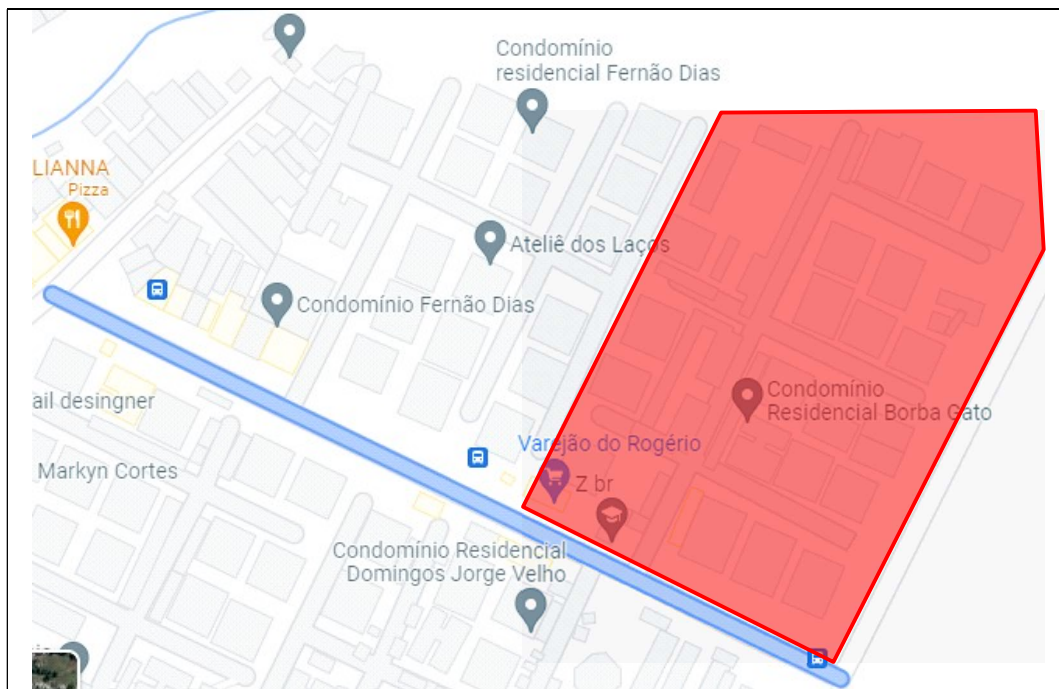 Condomínio
residencial Fernão Dias
LIANNA
Pizza
Ateliê dos Laços
Condomínio Fernão Dias
Condomínio
Residencial Borba Gato
ail desingner
Varejão do Rogério
Markyn Cortes
Z br
Condomínio Residencial
Domingos Jorge Velho